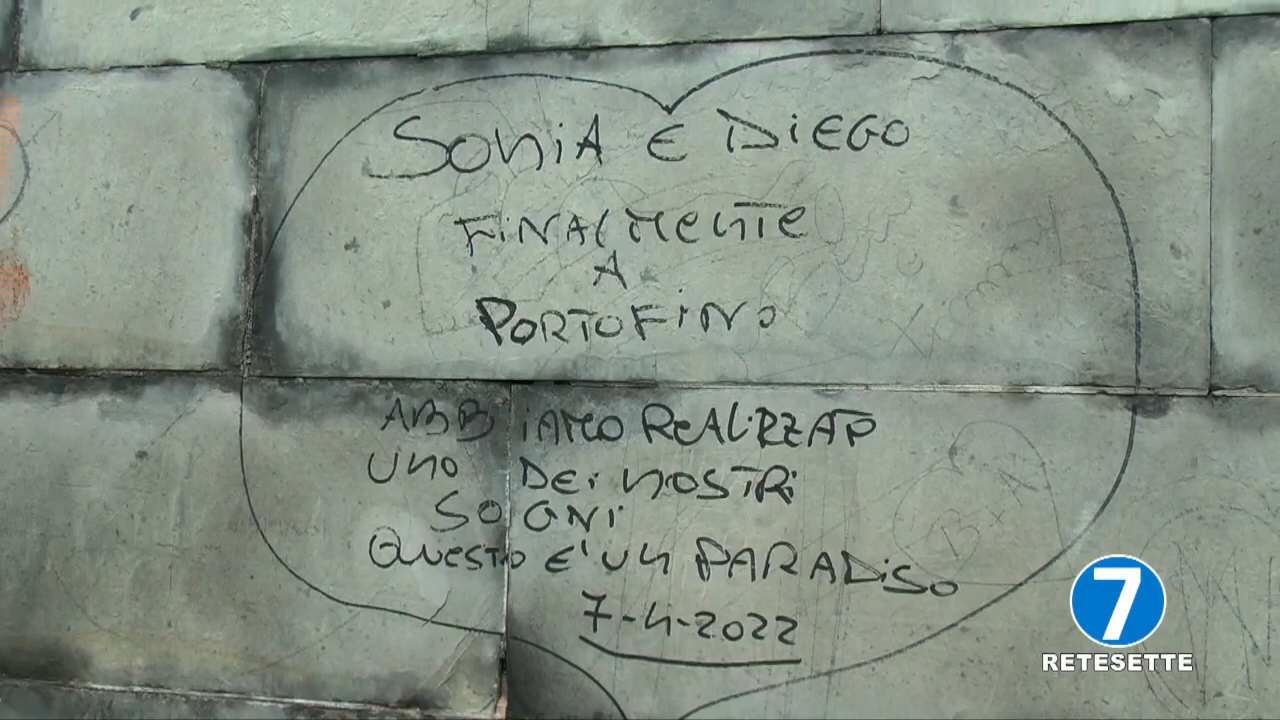 SONIA E DIEGO
FINALMENTE
A
PORTOFINO
ABBIAMO REALIZZATO
UNO DEI NOSTRI
SOGNI
QUESTO E' UN PARADISO
7-4-2022
B+A
7
RETESETTE